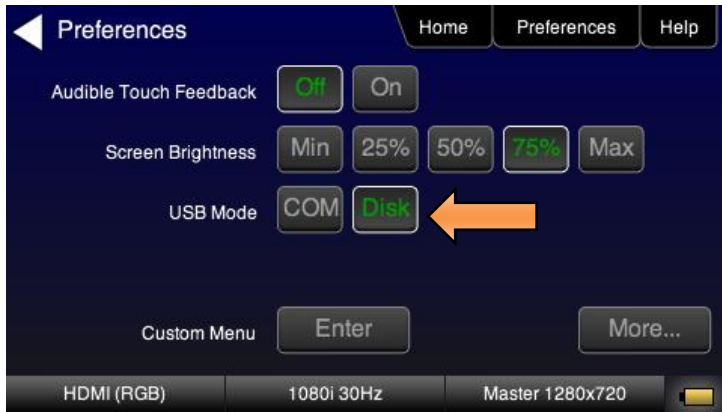 Preferences Home Preferences Help
Audible Touch Feedback Off On
Screen Brightness Min 25% 50% 75% Max
USB Mode COM Disk
Custom Menu Enter More...
HDMI (RGB) 1080i 30Hz Master 1280x720